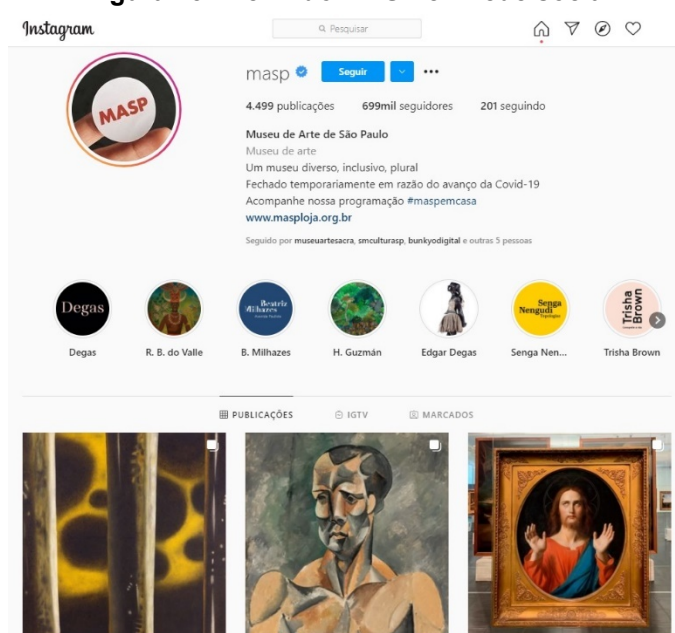 Instagram
Pesquisar
MASP
masp Seguir
4.499 publicações 699mil seguidores 201 seguindo
Museu de Arte de São Paulo
Museu de arte
Um museu diverso, inclusivo, plural
Fechado temporariamente em razão do avanço da Covid-19
Acompanhe nossa programação #maspemcasa
www.masploja.org.br
Seguido por museuartesacra, smculturasp, bunkyodigital e outras 5 pessoas
Degas
Beatriz
Milhazes
Senga
Nengudi
Trisha
Brown
Degas R. B. do Valle B. Milhazes H. Guzmán Edgar Degas Senga Nen... Trisha Brown
PUBLICAÇÕES IGTV MARCADOS